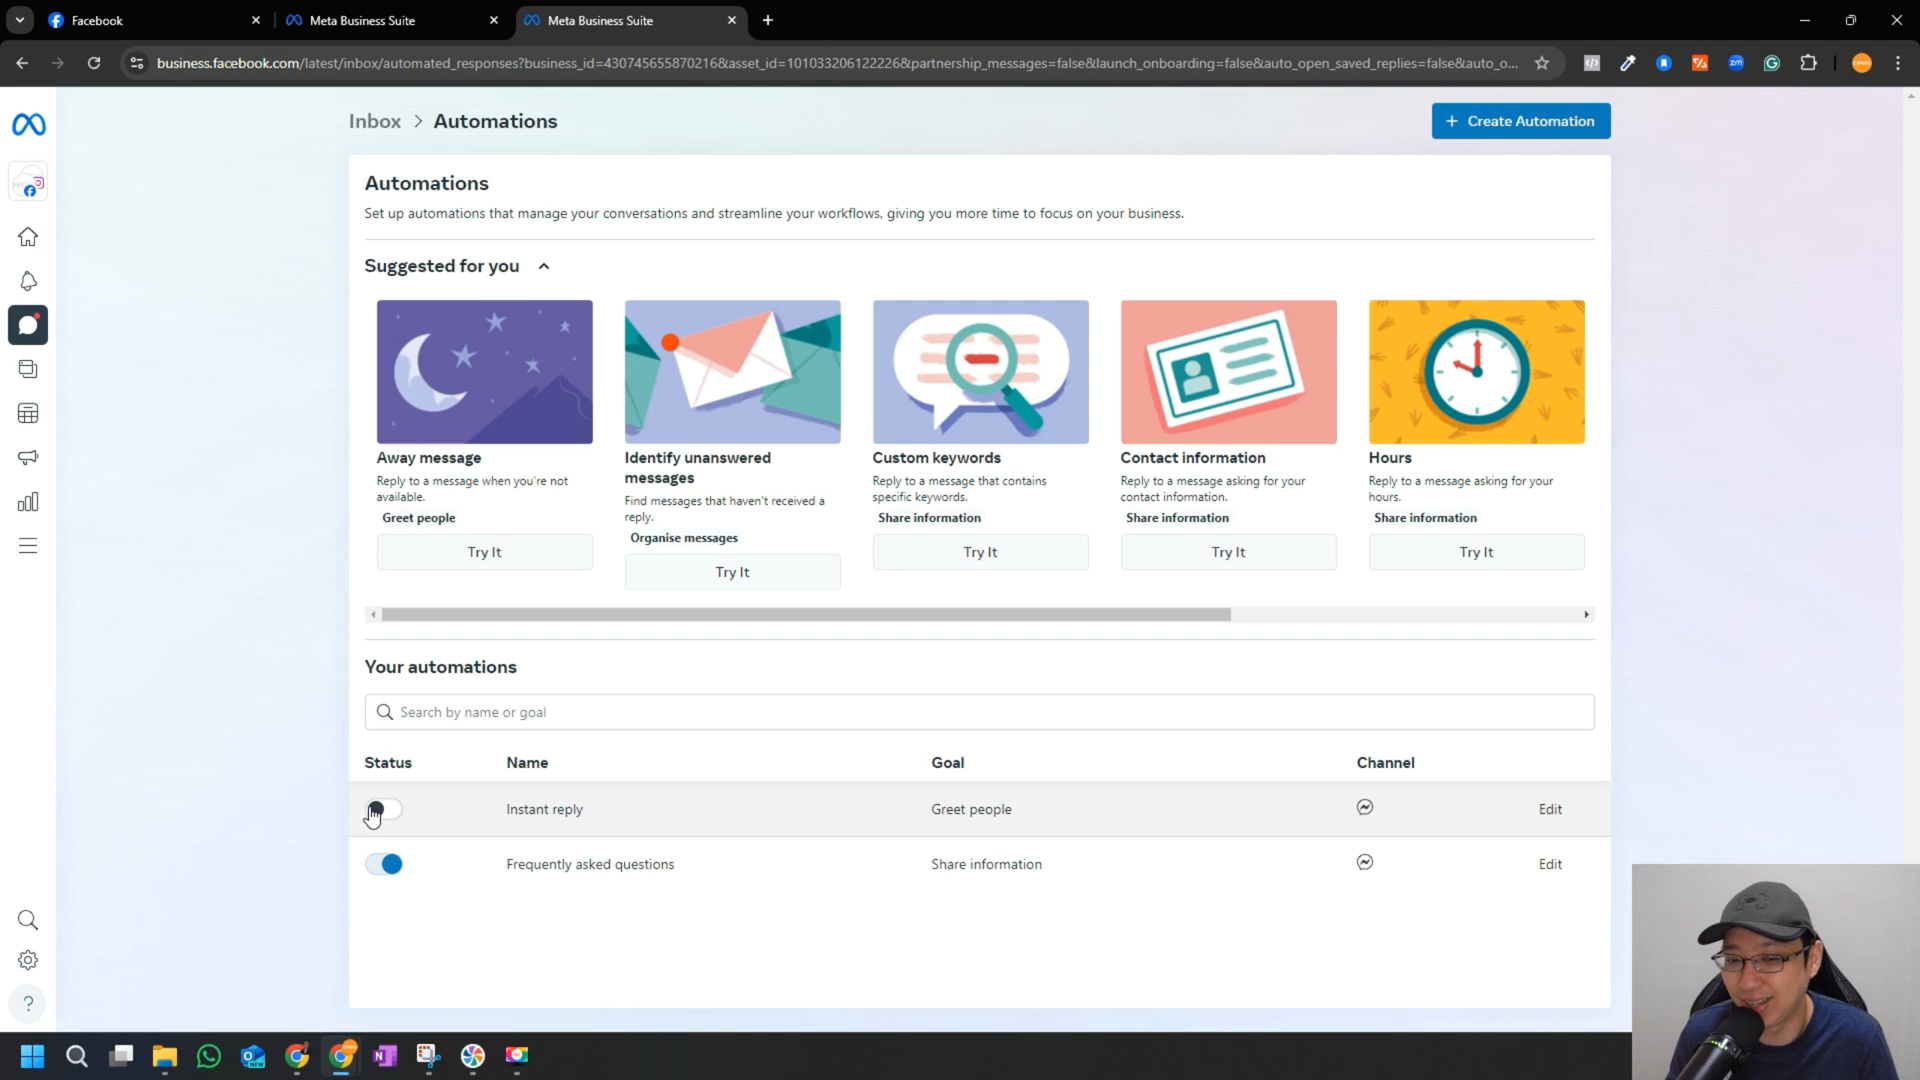 Facebook
Meta Business Suite
Meta Business Suite
business.facebook.com/latest/inbox/automated_responses?business_id=430745655870216&asset_id=101033206122226&partnership_messages=false&launch_onboarding=false&auto_open_saved_replies=false&auto_o...
zm
Inbox > Automations
+ Create Automation
Automations
Set up automations that manage your conversations and streamline your workflows, giving you more time to focus on your business.
Suggested for you
Away message
Reply to a message when you're not
available.
Greet people
Try It
Identify unanswered
messages
Find messages that haven't received a
reply.
Organise messages
Try It
Custom keywords
Reply to a message that contains
specific keywords.
Share information
Try It
Contact information
Reply to a message asking for your
contact information.
Share information
Try It
Hours
Reply to a message asking for your
hours.
Share information
Try It
Your automations
Search by name or goal
Status Name Goal Channel
Instant reply Greet people Edit
Frequently asked questions Share information Edit